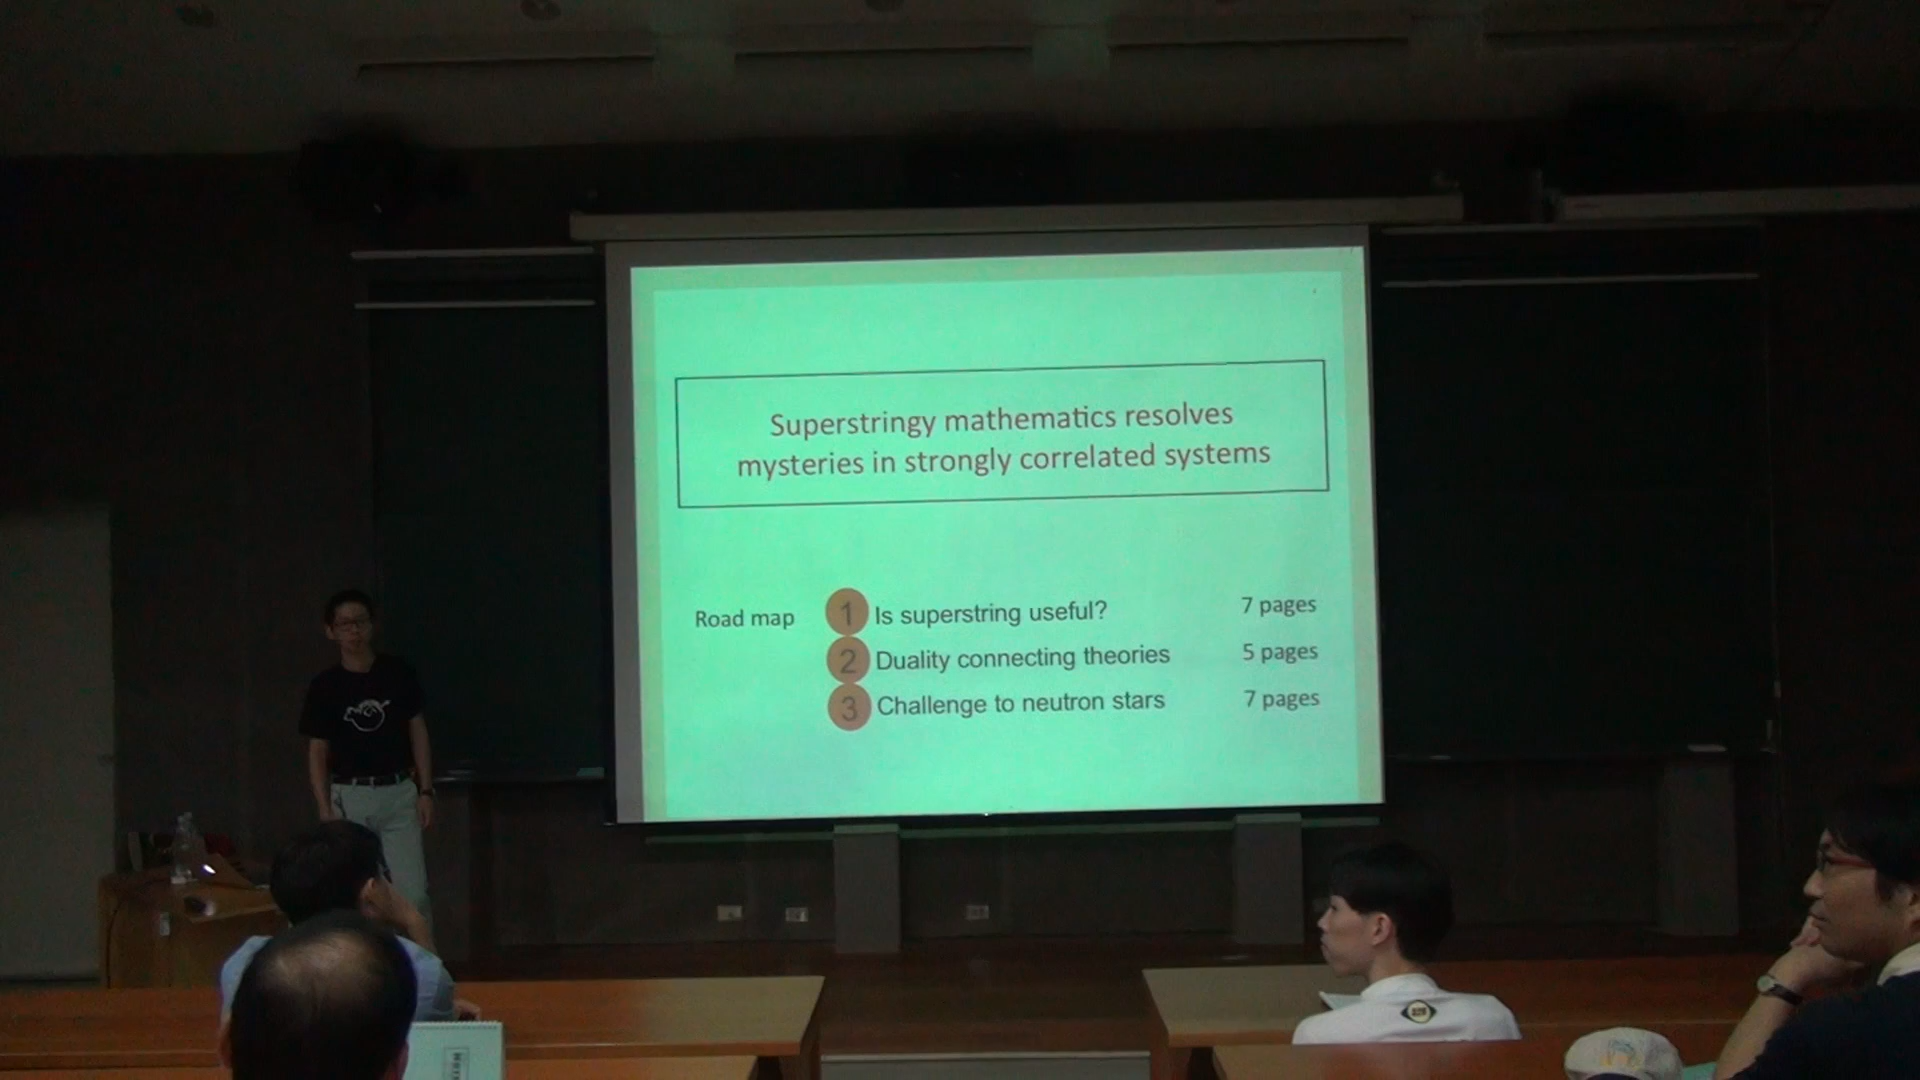 Superstringy mathematics resolves
mysteries in strongly correlated systems
Road map
1 Is superstring useful? 7 pages
2 Duality connecting theories 5 pages
3 Challenge to neutron stars 7 pages